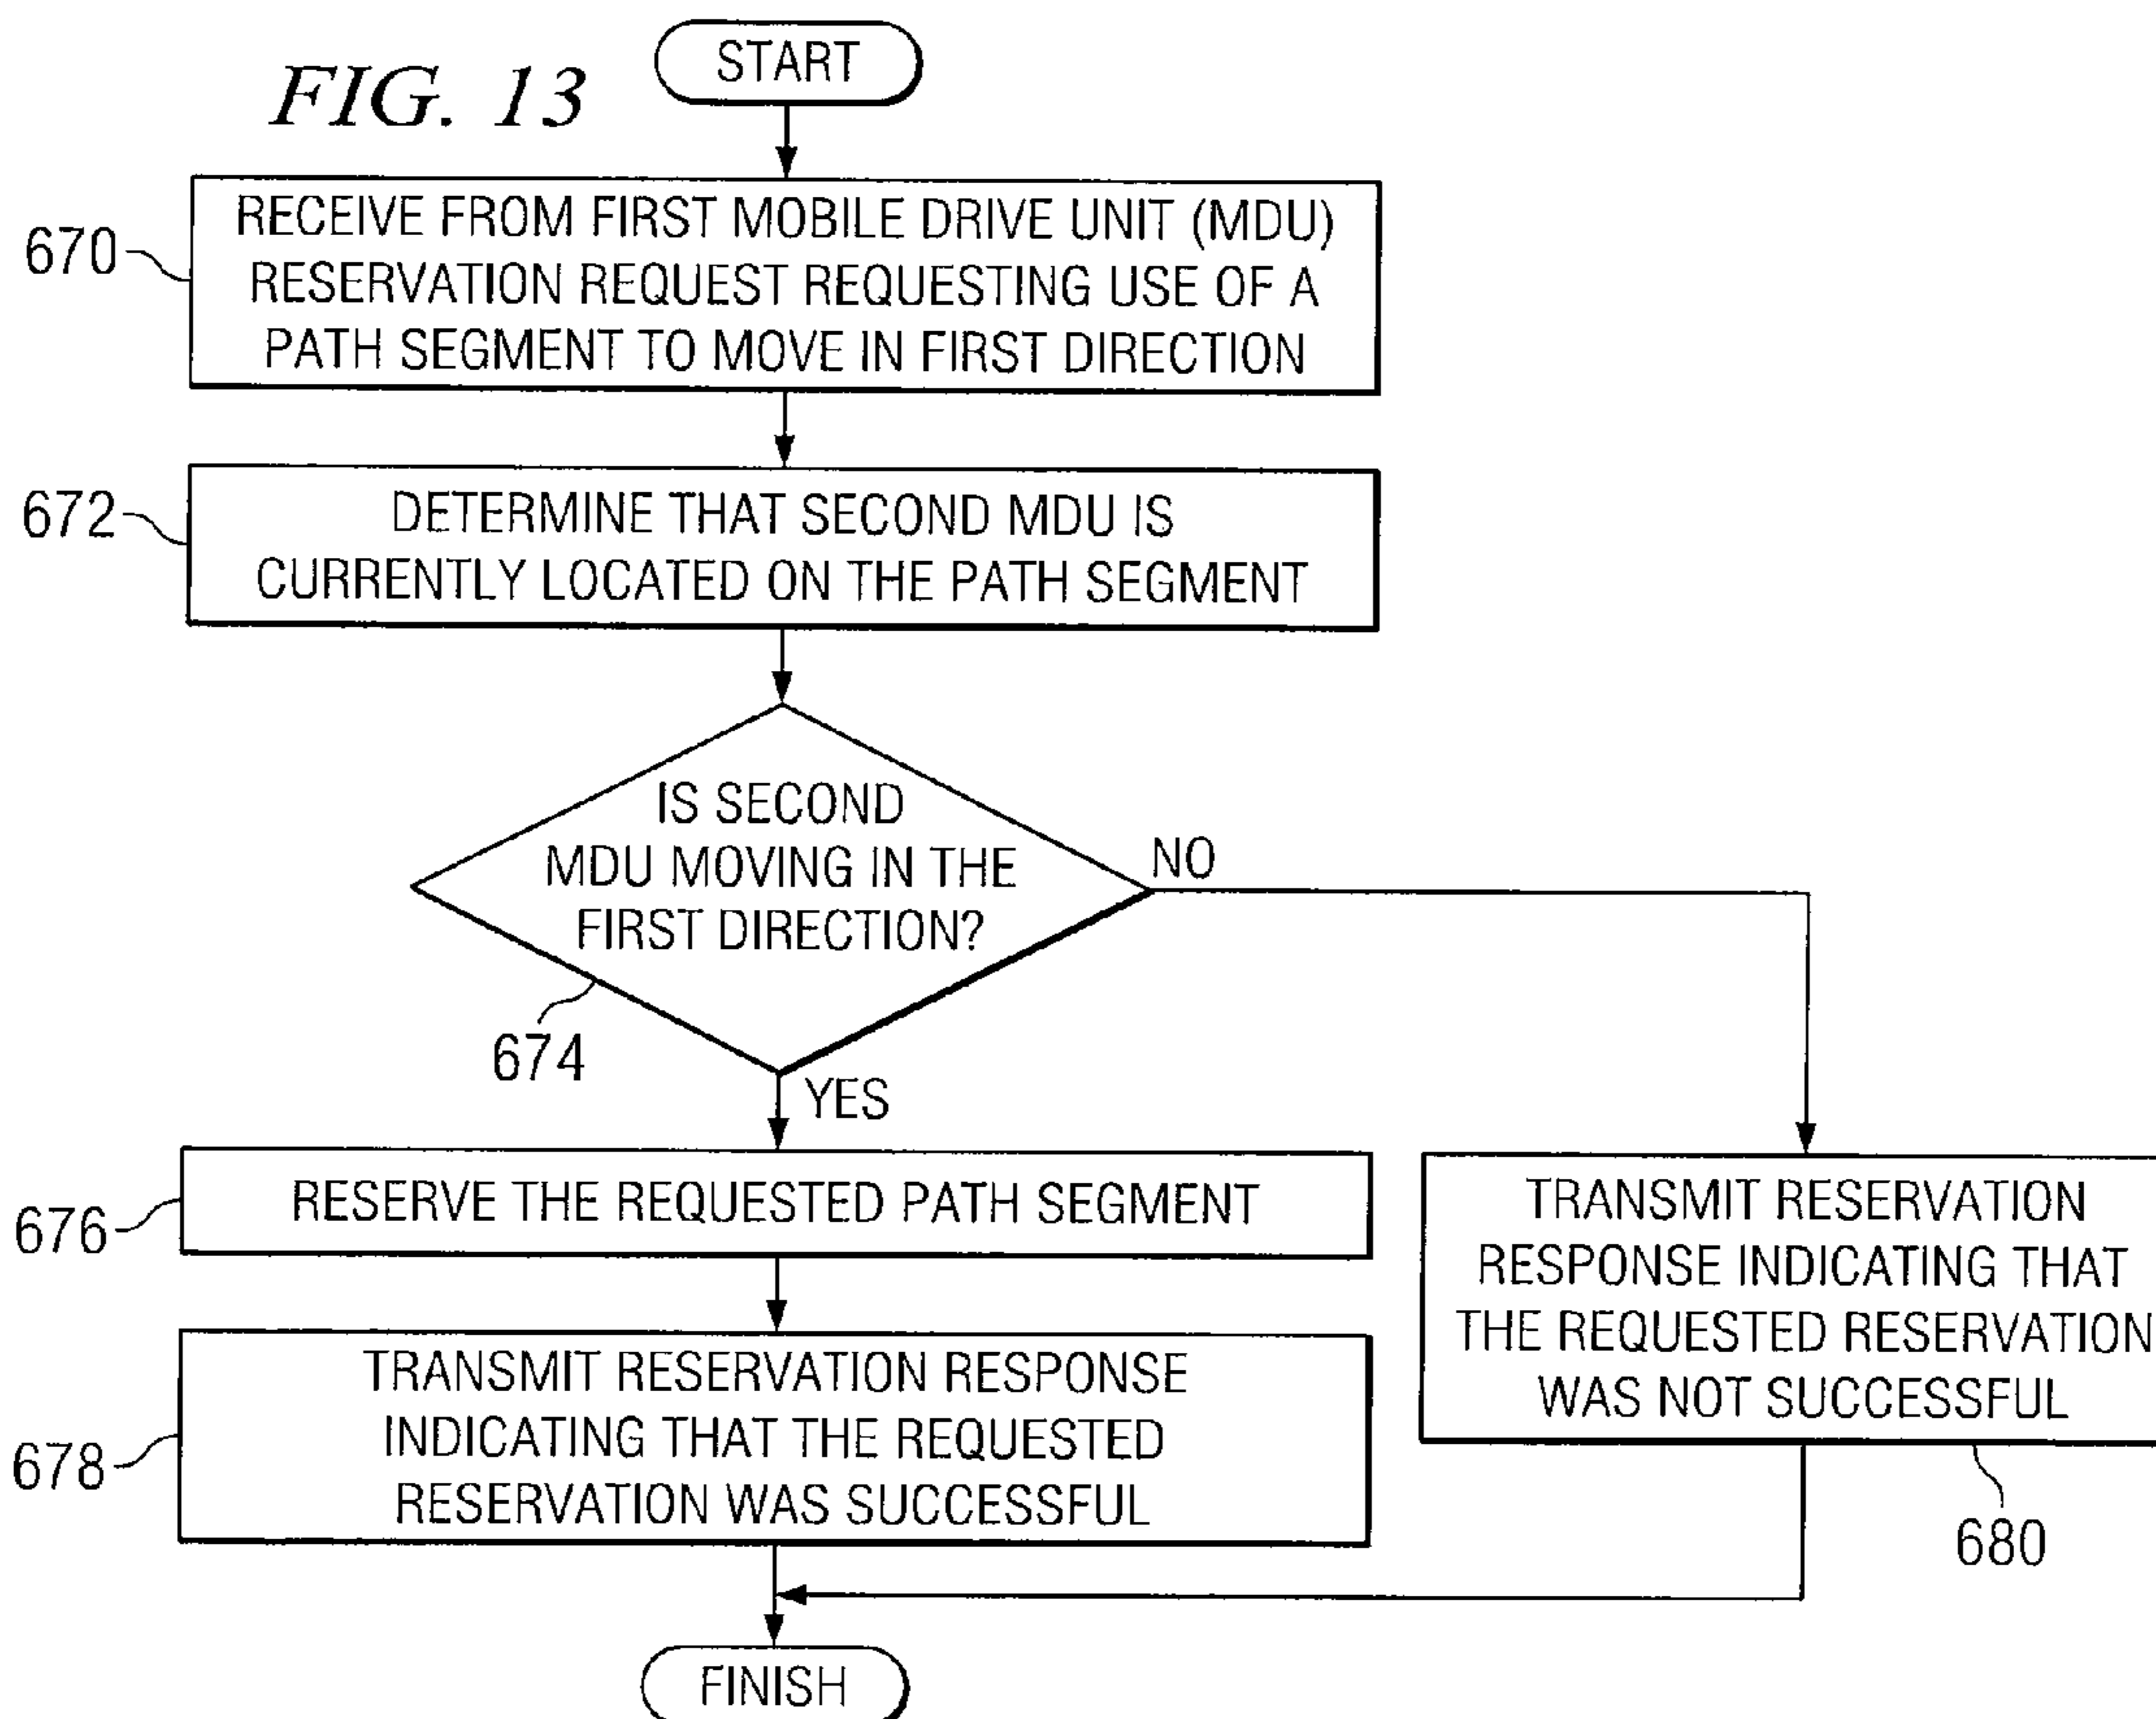 FIG. 13
START
670
RECEIVE FROM FIRST MOBILE DRIVE UNIT (MDU)
RESERVATION REQUEST REQUESTING USE OF A
PATH SEGMENT TO MOVE IN FIRST DIRECTION
672
DETERMINE THAT SECOND MDU IS
CURRENTLY LOCATED ON THE PATH SEGMENT
IS SECOND
MDU MOVING IN THE
FIRST DIRECTION?
NO
674
YES
676
RESERVE THE REQUESTED PATH SEGMENT
678
TRANSMIT RESERVATION RESPONSE
INDICATING THAT THE REQUESTED
RESERVATION WAS SUCCESSFUL
TRANSMIT RESERVATION
RESPONSE INDICATING THAT
THE REQUESTED RESERVATION
WAS NOT SUCCESSFUL
680
FINISH